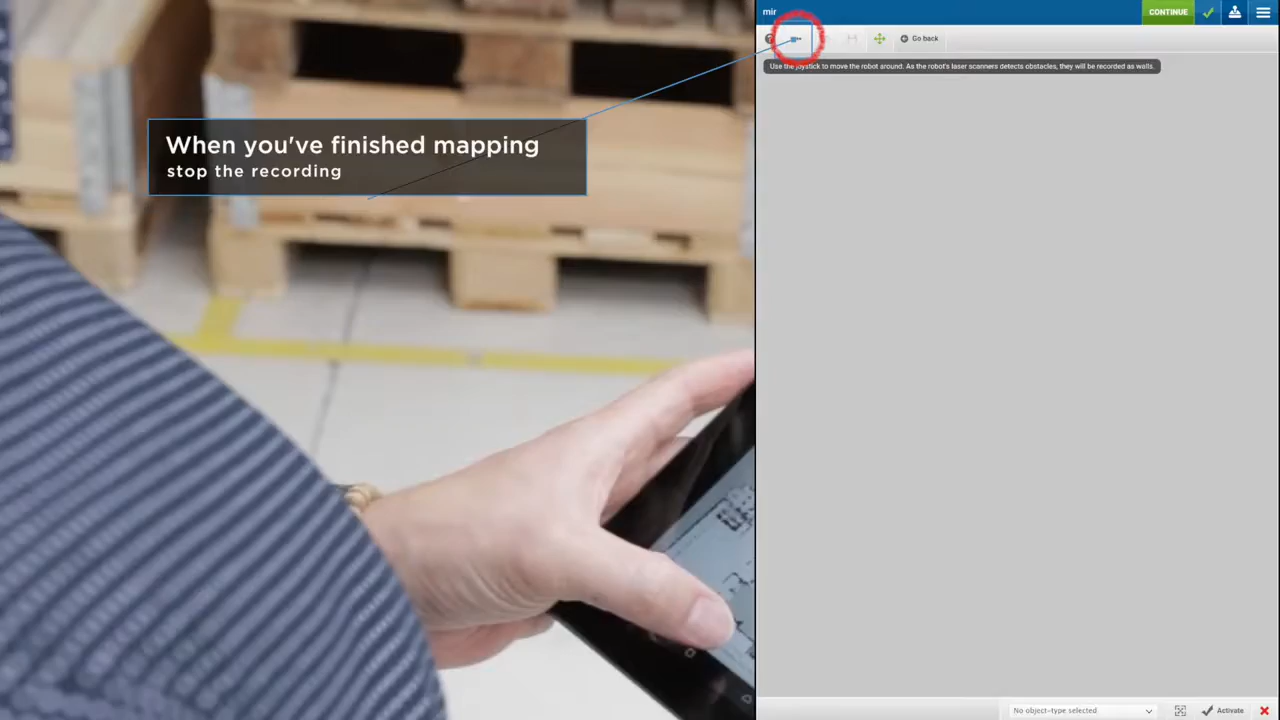 mir
CONTINUE
Go back
Use the joystick to move the robot around. As the robot's laser scanners detects obstacles, they will be recorded as walls.
When you've finished mapping
stop the recording
No object-type selected
Activate